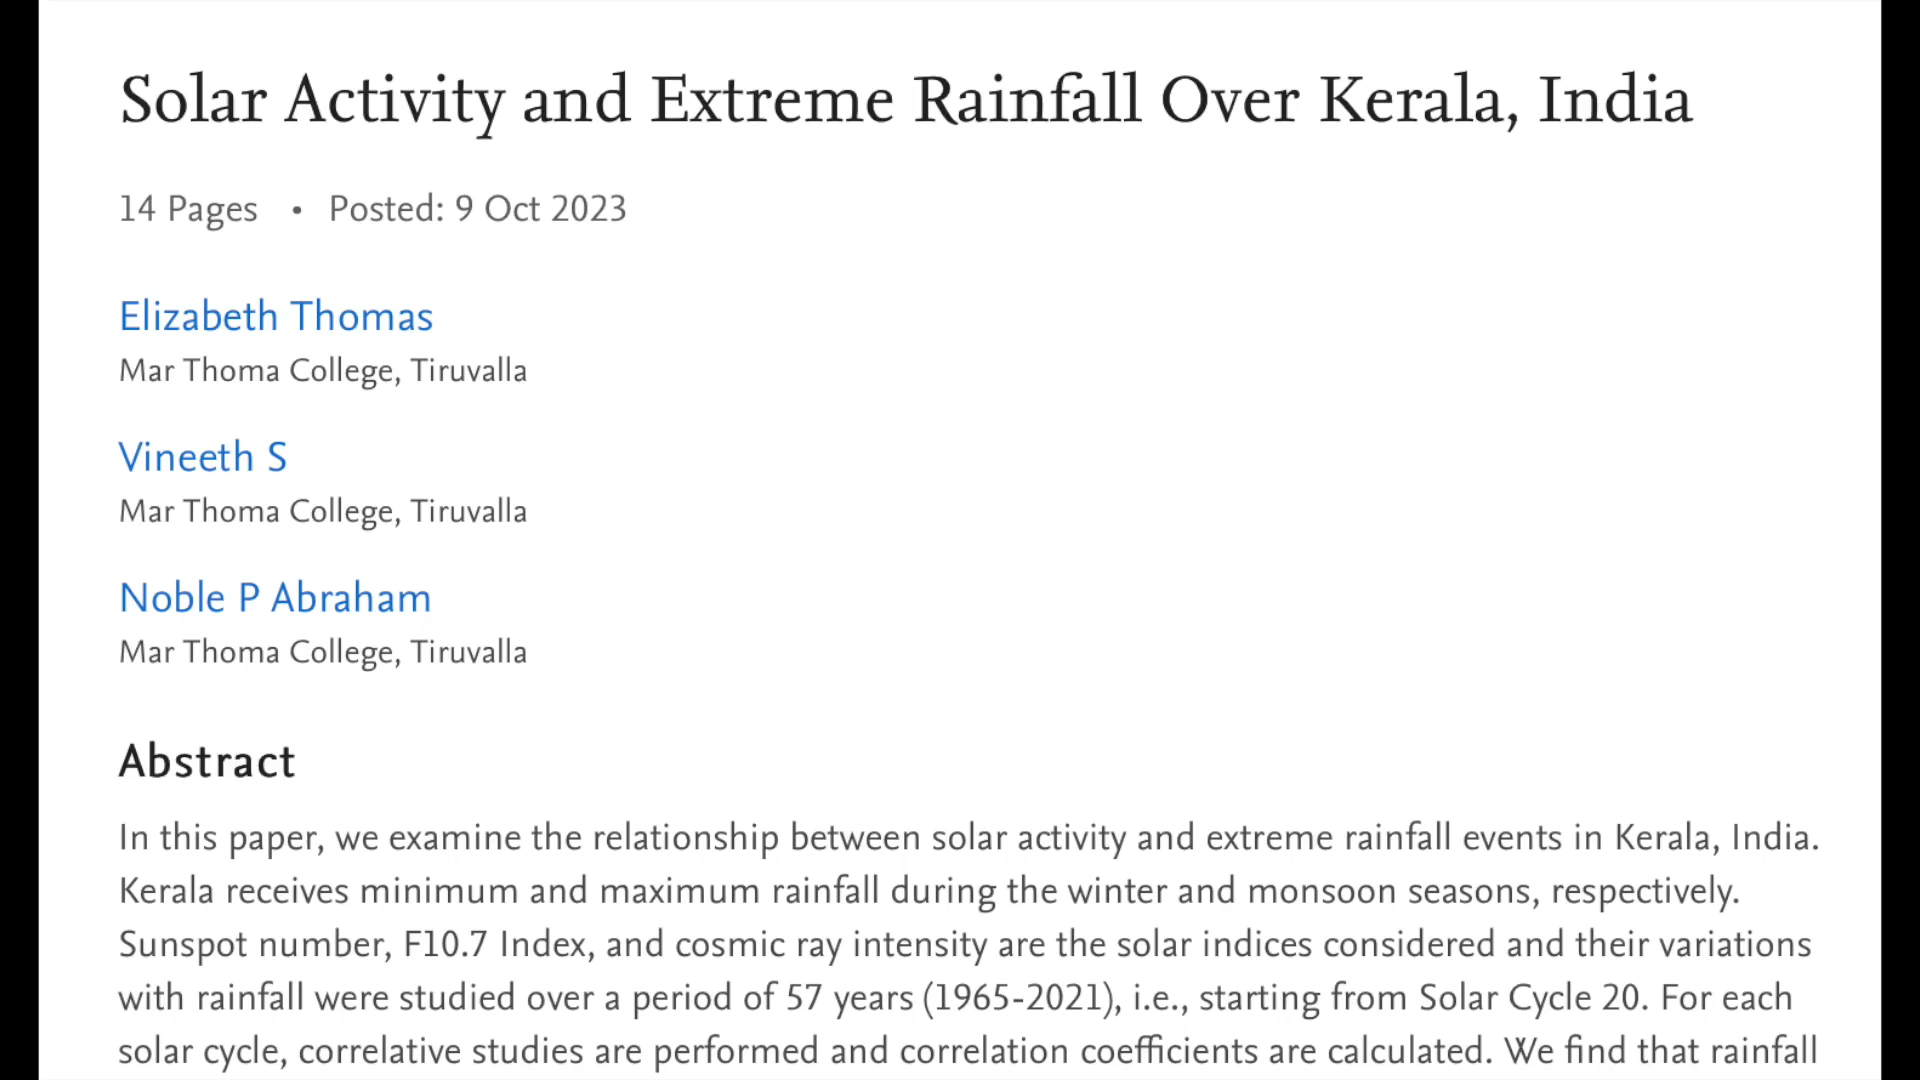 Solar Activity and Extreme Rainfall Over Kerala, India
14 Pages • Posted: 9 Oct 2023
Elizabeth Thomas
Mar Thoma College, Tiruvalla
Vineeth S
Mar Thoma College, Tiruvalla
Noble P Abraham
Mar Thoma College, Tiruvalla
Abstract
In this paper, we examine the relationship between solar activity and extreme rainfall events in Kerala, India.
Kerala receives minimum and maximum rainfall during the winter and monsoon seasons, respectively.
Sunspot number, F10.7 Index, and cosmic ray intensity are the solar indices considered and their variations
with rainfall were studied over a period of 57 years (1965-2021), i.e., starting from Solar Cycle 20. For each
solar cycle, correlative studies are performed and correlation coefficients are calculated. We find that rainfall